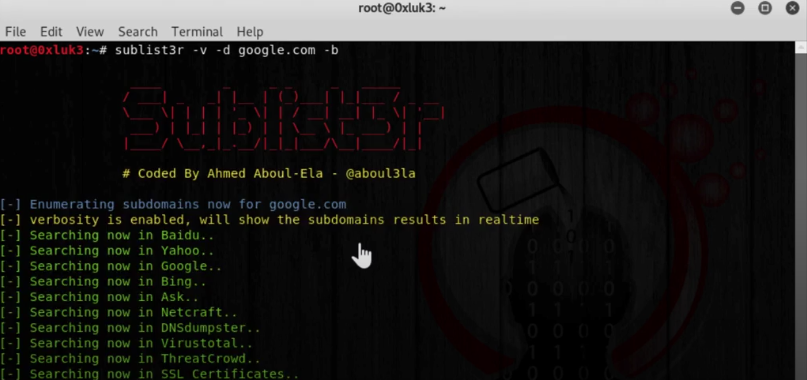 root@0xluk3: ~
File Edit View Search Terminal Help
root@0xluk3:~# sublist3r -v -d google.com -b
Sublist3r
# Coded By Ahmed Aboul-Ela - @aboul3la
[-] Enumerating subdomains now for google.com
[-] verbosity is enabled, will show the subdomains results in realtime
[-] Searching now in Baidu..
[-] Searching now in Yahoo..
[-] Searching now in Google..
[-] Searching now in Bing..
[-] Searching now in Ask..
[-] Searching now in Netcraft..
[-] Searching now in DNSdumpster..
[-] Searching now in Virustotal..
[-] Searching now in ThreatCrowd..
[-] Searching now in SSL Certificates..